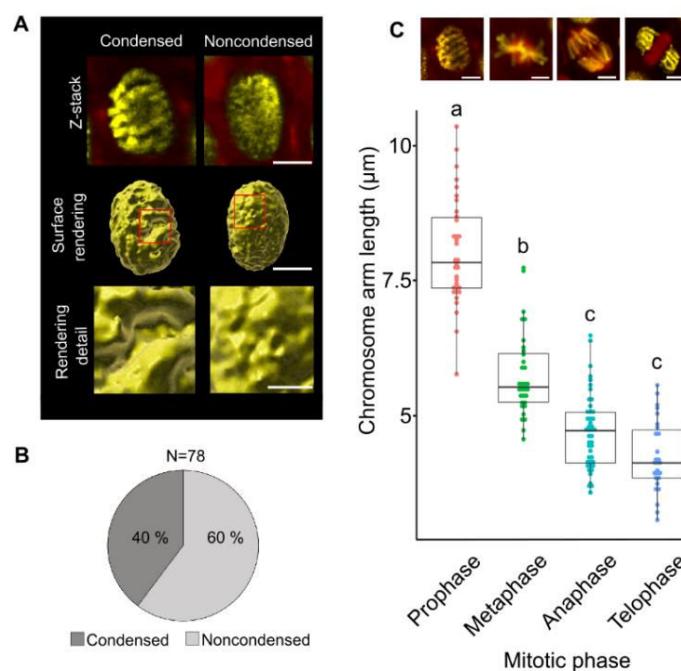 A
Condensed Noncondensed
Z-stack
Surface
rendering
Rendering
detail
B
N=78
40 % 60 %
Condensed Noncondensed
C
a
b
c
c
10
7.5
5
Chromosome arm length (μm)
Prophase
Metaphase
Anaphase
Telophase
Mitotic phase